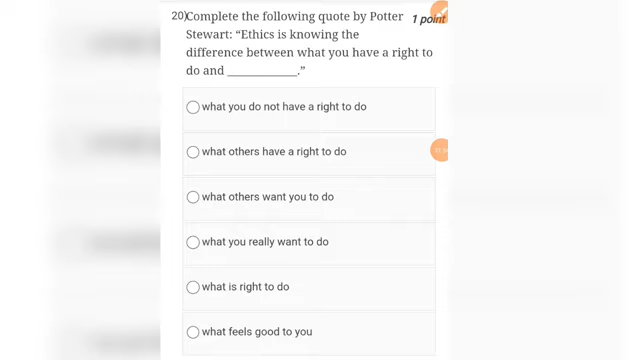 20)Complete the following quote by Potter
1 point
Stewart: “Ethics is knowing the
difference between what you have a right to
do and ____________.”
what you do not have a right to do
what others have a right to do
what others want you to do
what you really want to do
what is right to do
what feels good to you